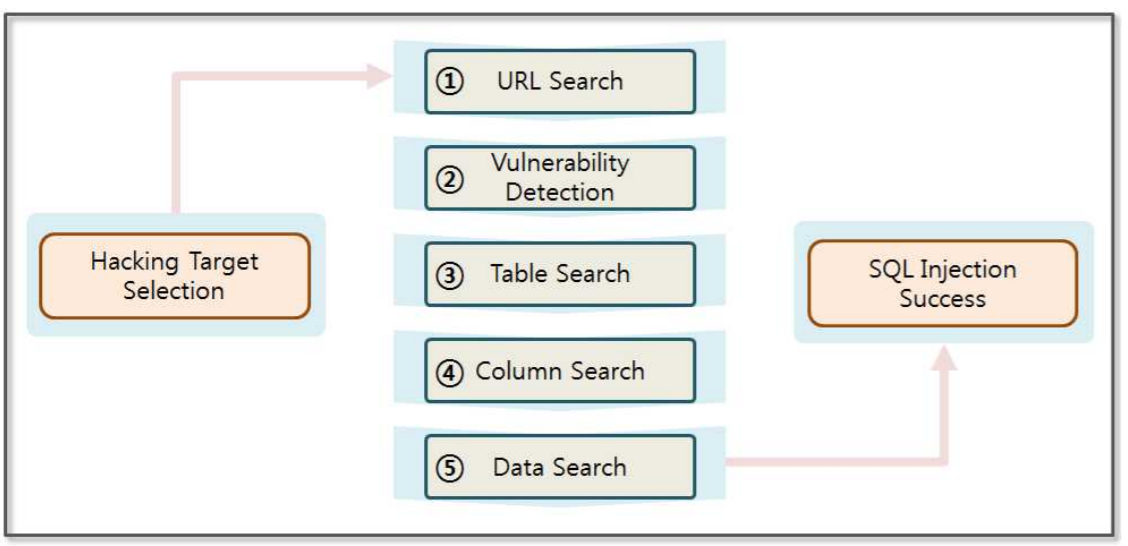 Hacking Target
Selection
① URL Search
② Vulnerability
Detection
③ Table Search
④ Column Search
⑤ Data Search
SQL Injection
Success